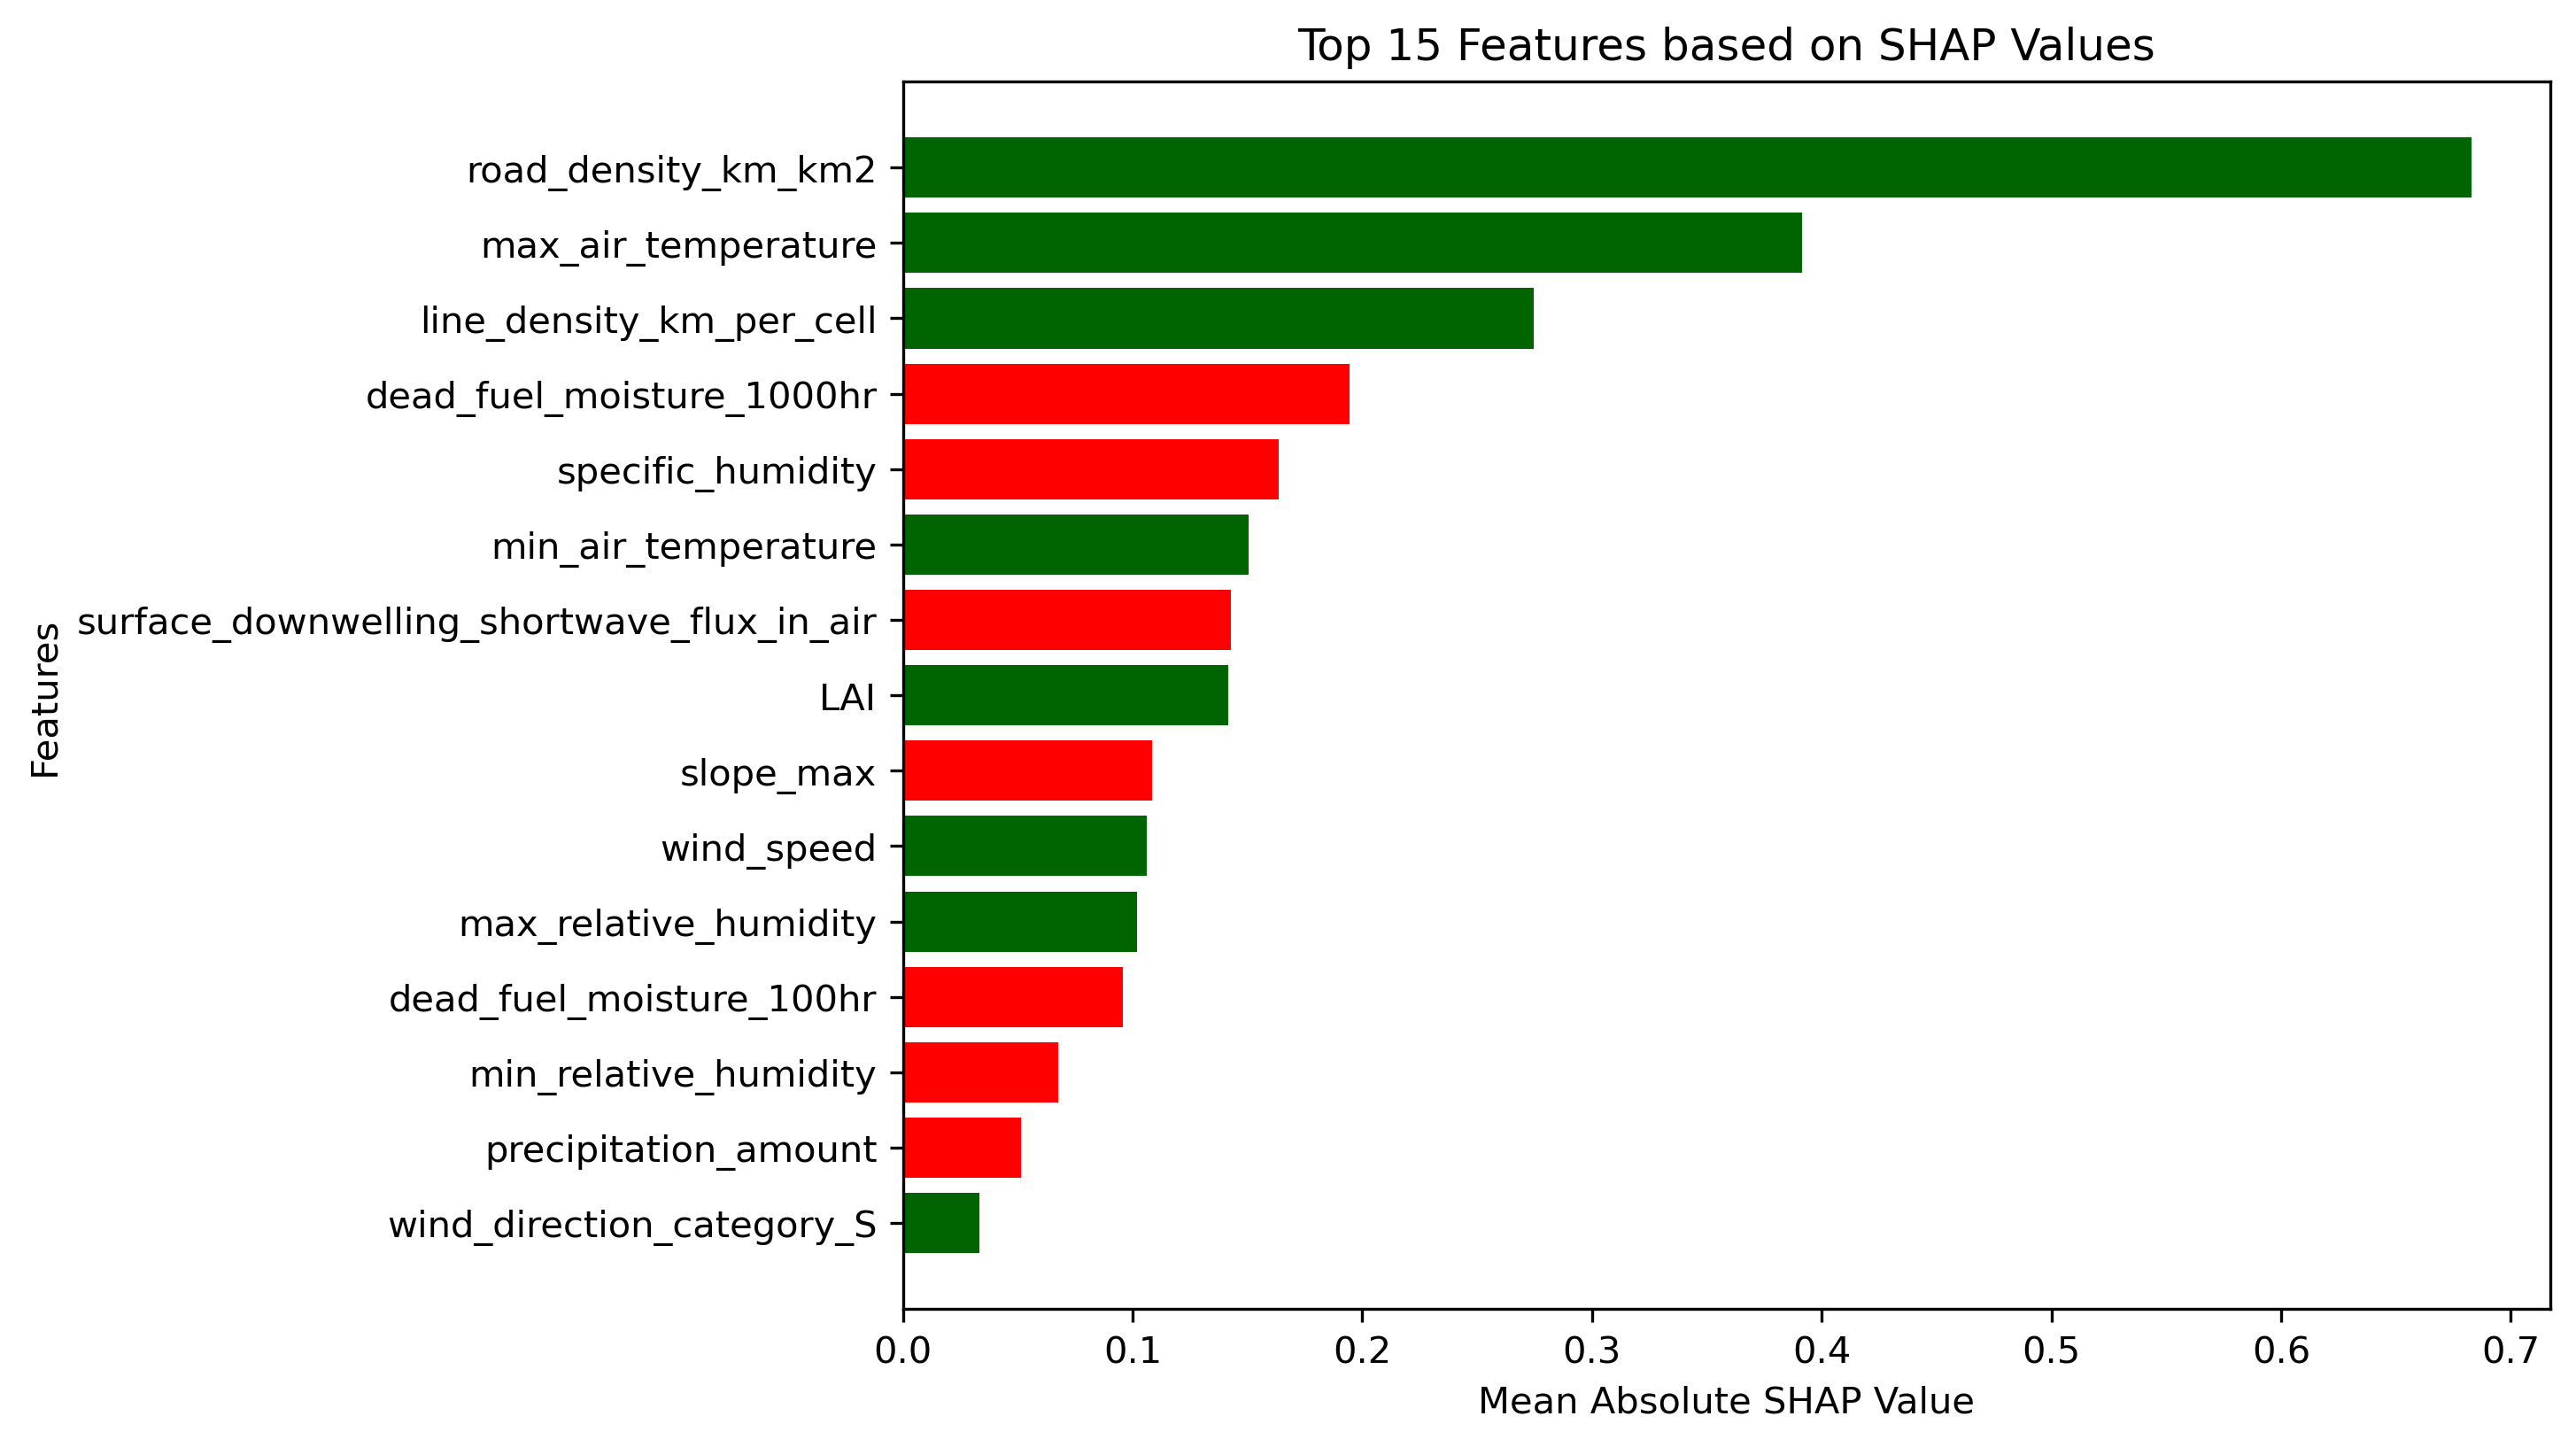 Top 15 Features based on SHAP Values
Features
road_density_km_km2
max_air_temperature
line_density_km_per_cell
dead_fuel_moisture_1000hr
specific_humidity
min_air_temperature
surface_downwelling_shortwave_flux_in_air
LAI
slope_max
wind_speed
max_relative_humidity
dead_fuel_moisture_100hr
min_relative_humidity
precipitation_amount
wind_direction_category_S
0.0 0.1 0.2 0.3 0.4 0.5 0.6 0.7
Mean Absolute SHAP Value